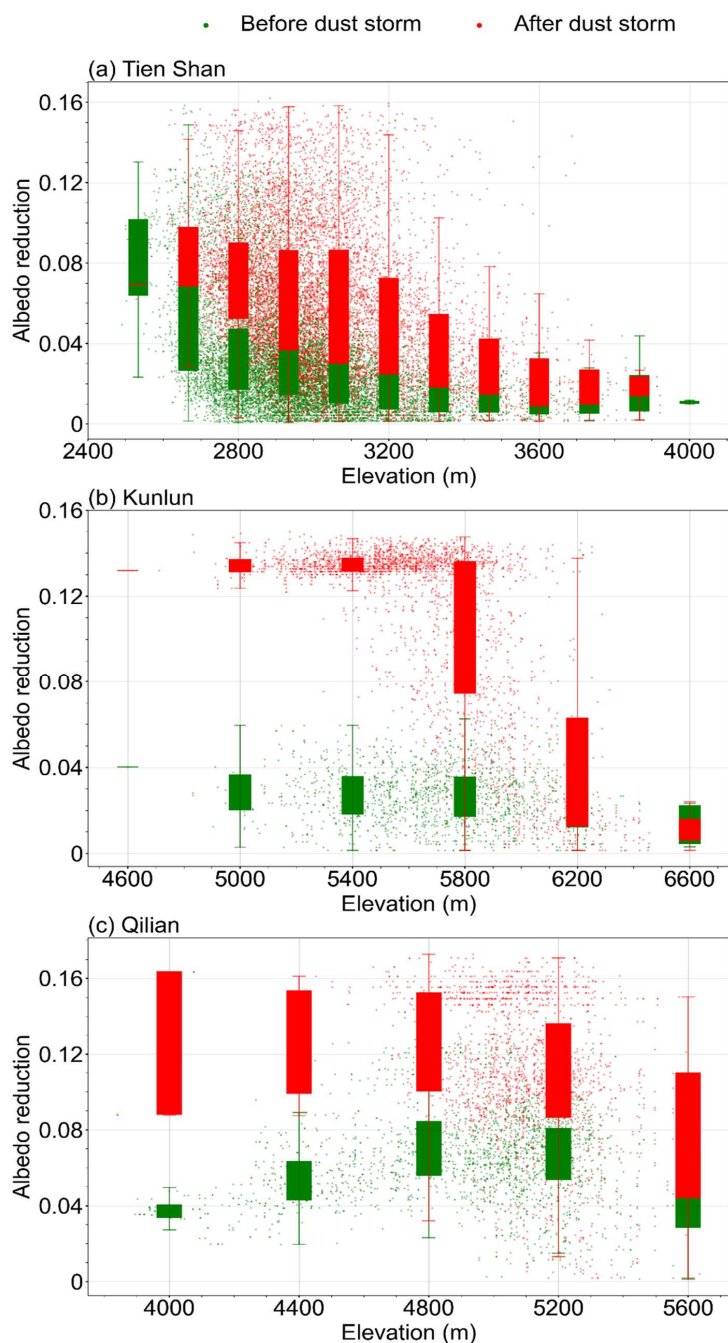 Before dust storm After dust storm
(a) Tien Shan
0.16
0.12
0.08
0.04
0
Albedo reduction
2400 2800 3200 3600 4000
Elevation (m)
(b) Kunlun
0.16
0.12
0.08
0.04
0
Albedo reduction
4600 5000 5400 5800 6200 6600
Elevation (m)
(c) Qilian
0.16
0.12
0.08
0.04
0
Albedo reduction
4000 4400 4800 5200 5600
Elevation (m)